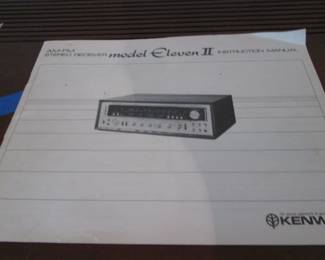 AM-FM
STEREO RECEIVER model Eleven II INSTRUCTION MANUAL
KENW